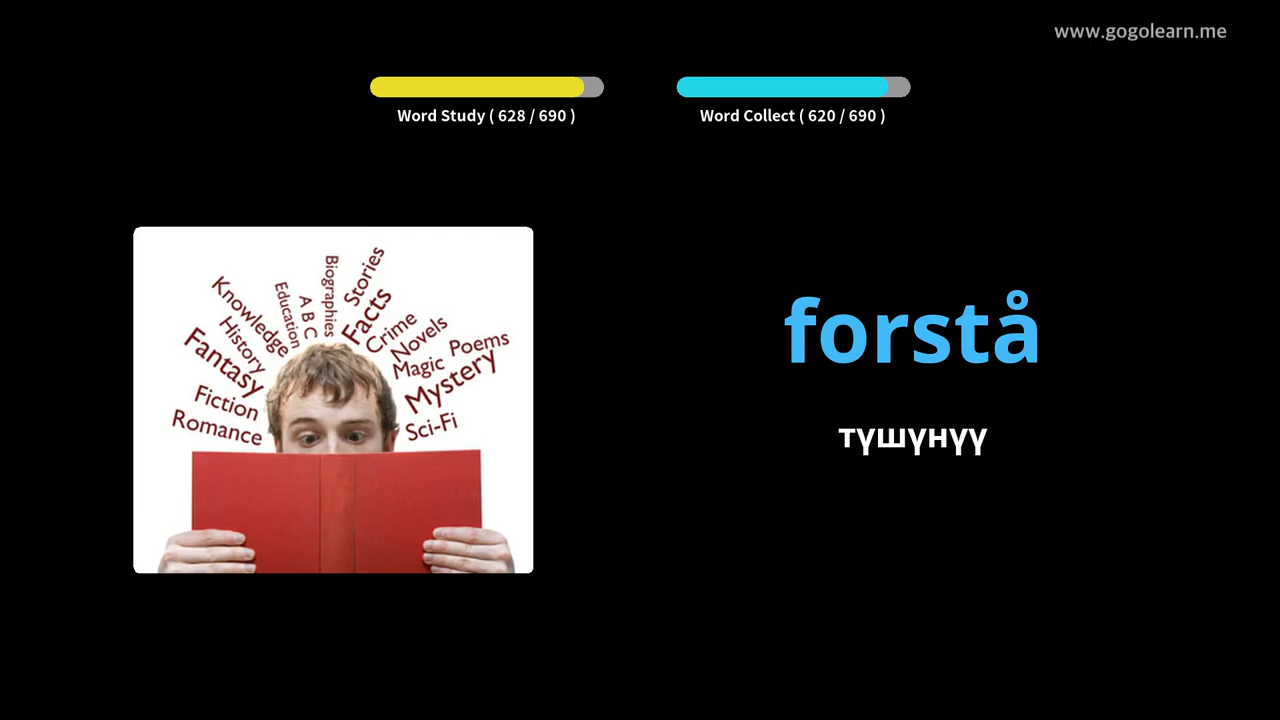 www.gogolearn.me
Word Study ( 628 / 690 )
Word Collect ( 620 / 690 )
Biographies
Stories
Knowledge
Education
A B C
Facts
Crime
History
Novels
Poems
Fantasy
Magic
Mystery
Fiction
Romance
Sci-Fi
forstå
түшүнүү